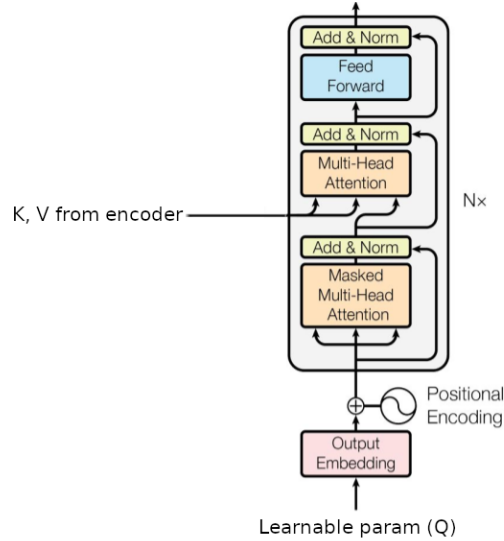 Add & Norm
Feed
Forward
Add & Norm
Multi-Head
Attention
K, V from encoder
N×
Add & Norm
Masked
Multi-Head
Attention
Positional
Encoding
Output
Embedding
Learnable param (Q)